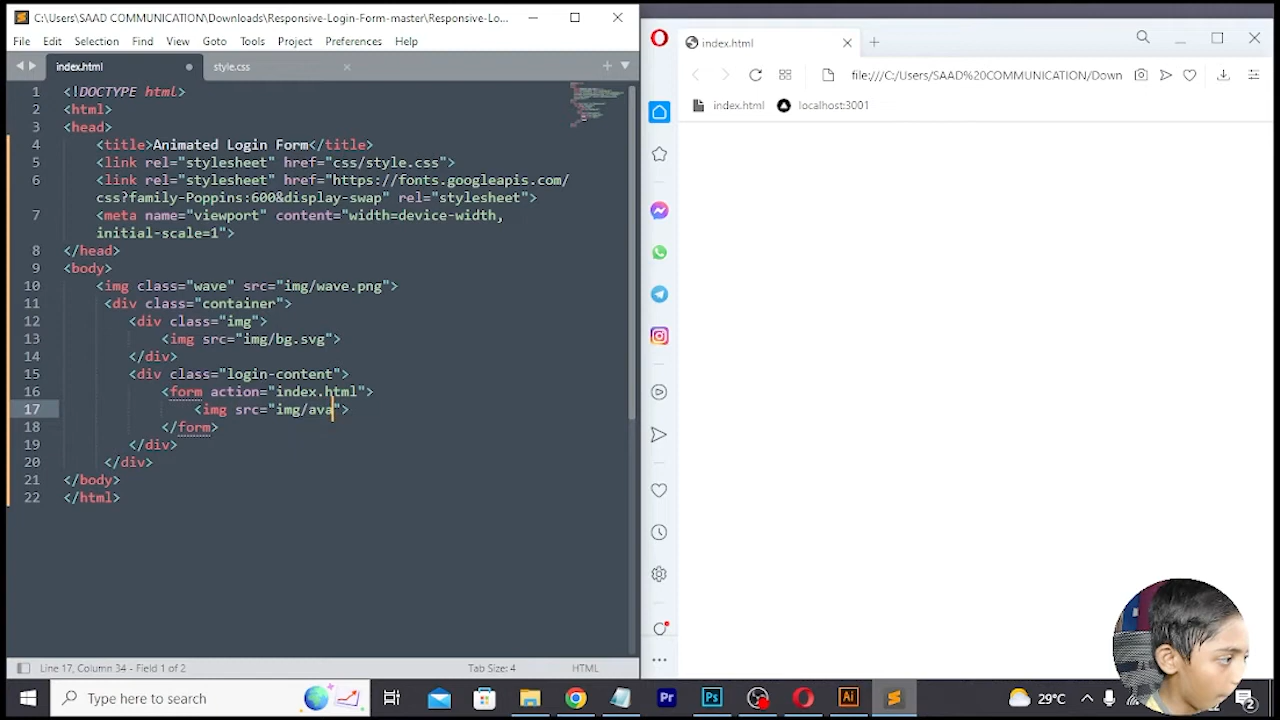 C:\Users\SAAD COMMUNICATION\Downloads\Responsive-Login-Form-master\Responsive-Lo...
File Edit Selection Find View Goto Tools Project Preferences Help
index.html
style.css
1 <!DOCTYPE html>
2 <html>
3 <head>
4 <title>Animated Login Form</title>
5 <link rel="stylesheet" href="css/style.css">
6 <link rel="stylesheet" href="https://fonts.googleapis.com/
css?family-Poppins:600&display-swap" rel="stylesheet">
7 <meta name="viewport" content="width=device-width,
initial-scale=1">
8 </head>
9 <body>
10 <img class="wave" src="img/wave.png">
11 <div class="container">
12 <div class="img">
13 <img src="img/bg.svg">
14 </div>
15 <div class="login-content">
16 <form action="index.html">
17 <img src="img/ava">
18 </form>
19 </div>
20 </div>
21 </body>
22 </html>
Line 17, Column 34 - Field 1 of 2
Tab Size: 4
HTML
index.html
file:///C:/Users/SAAD%20COMMUNICATION/Down
index.html
localhost:3001
Type here to search
Pr
Ps
Ai
29°C
2